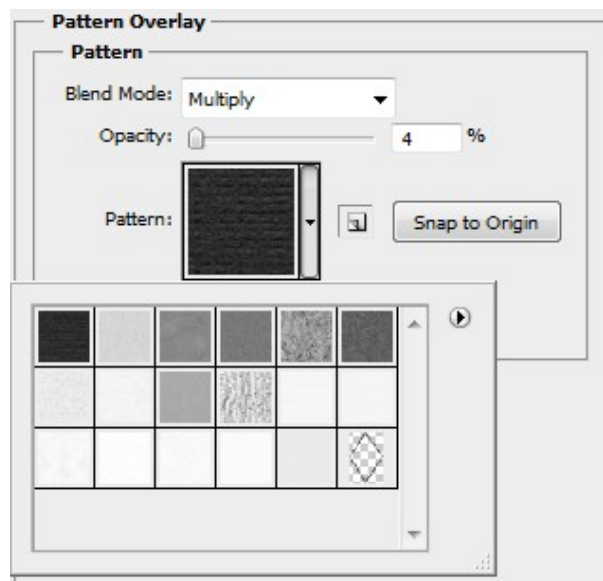 Pattern Overlay
Pattern
Blend Mode: Multiply
Opacity: 4 %
Pattern: Snap to Origin